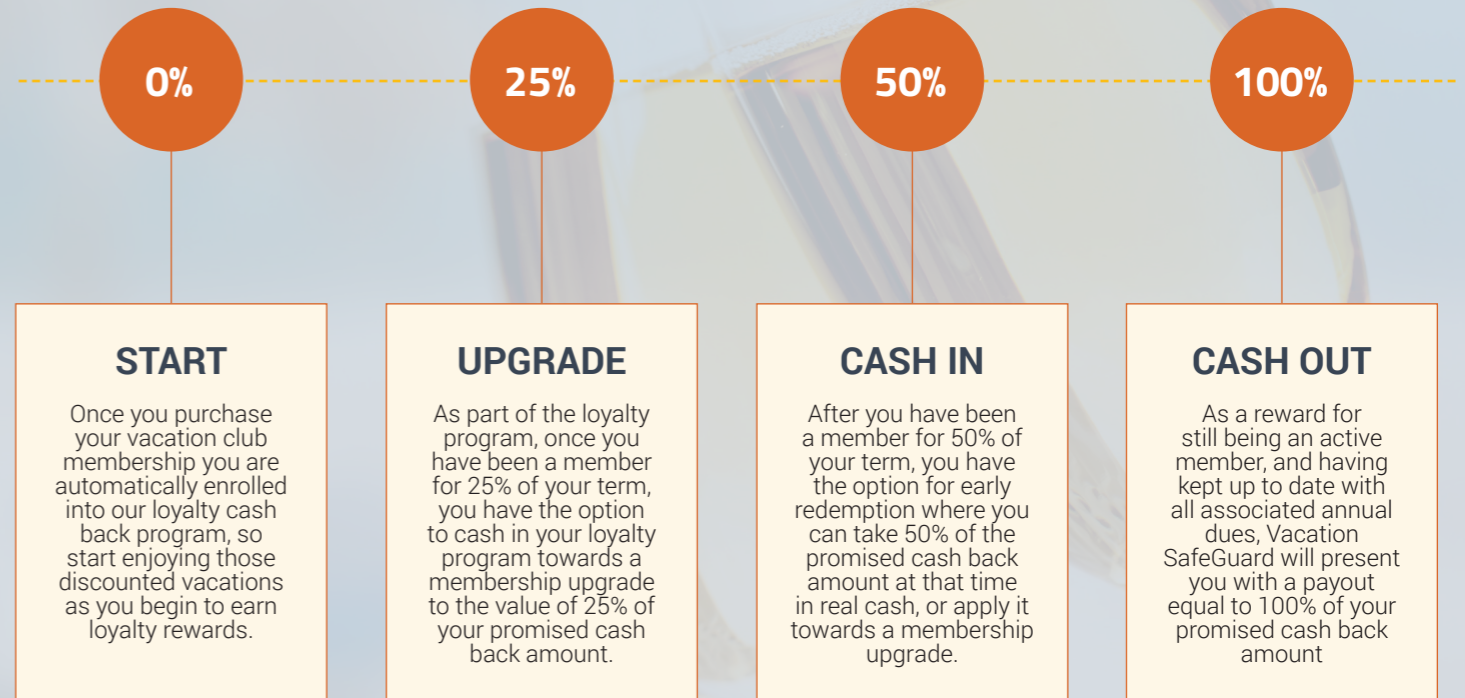 0%
25%
50%
100%
START
Once you purchase
your vacation club
membership you are
automatically enrolled
into our loyalty cash
back program, so
start enjoying those
discounted vacations
as you begin to earn
loyalty rewards.
UPGRADE
As part of the loyalty
program, once you
have been a member
for 25% of your term,
you have the option
to cash in your loyalty
program towards a
membership upgrade
to the value of 25% of
your promised cash
back amount.
CASH IN
After you have been
a member for 50% of
your term, you have
the option for early
redemption where you
can take 50% of the
promised cash back
amount at that time
in real cash, or apply it
towards a membership
upgrade.
CASH OUT
As a reward for
still being an active
member, and having
kept up to date with
all associated annual
dues, Vacation
SafeGuard will present
you with a payout
equal to 100% of your
promised cash back
amount